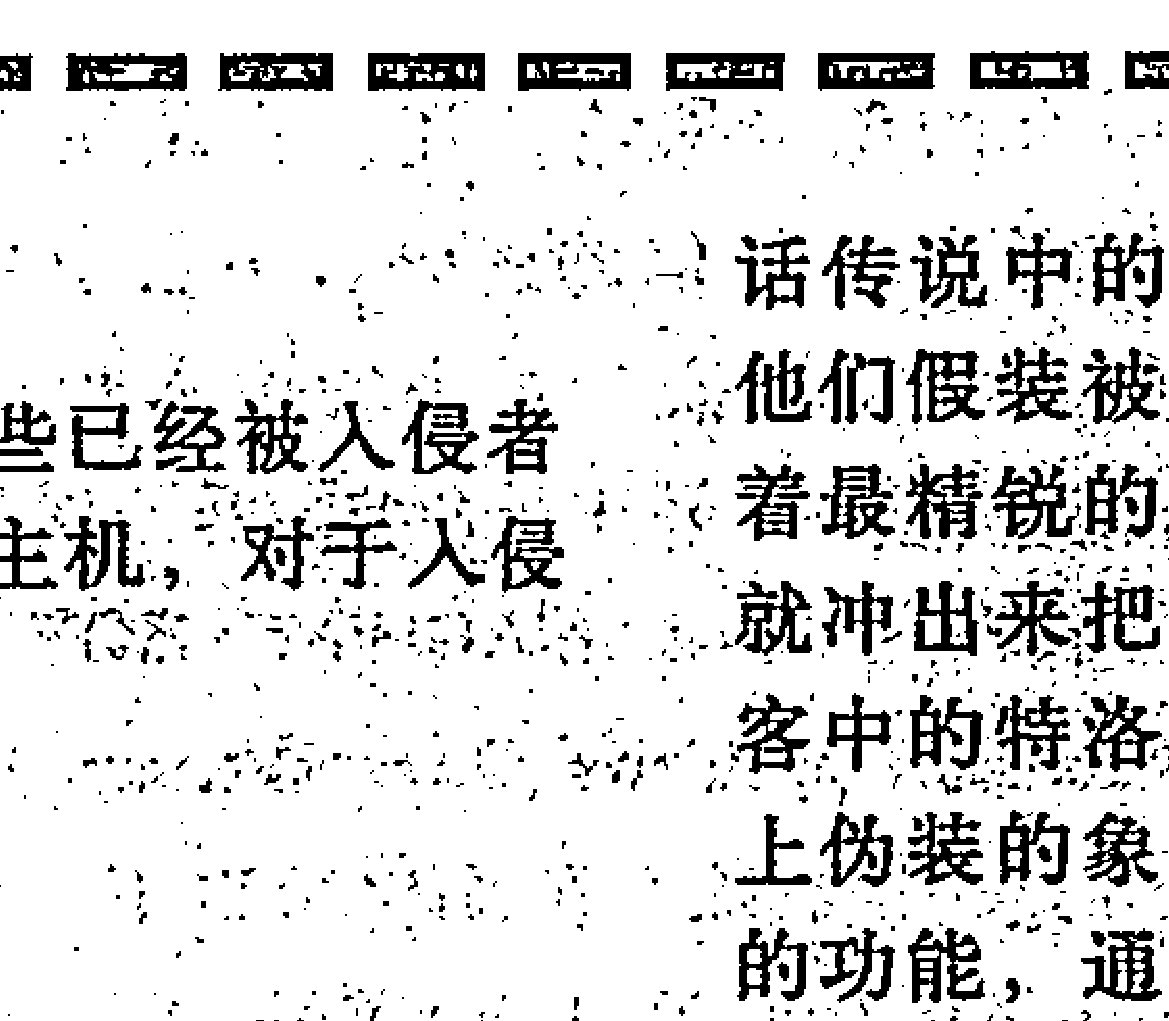 些已经被入侵者
主机，对于入侵
话传说中的
他们假装被
着最精锐的
就冲出来把
客中的特洛
上伪装的象
的功能，通